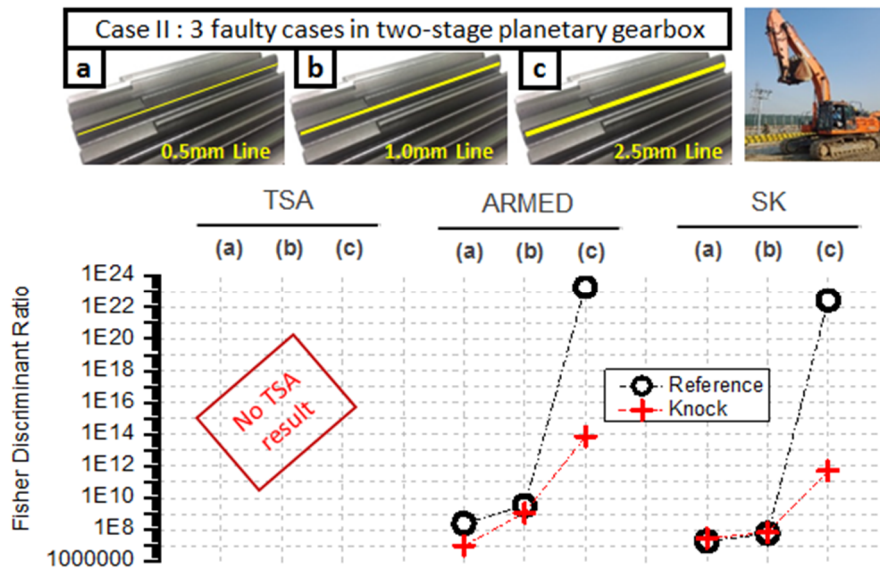 Case II : 3 faulty cases in two-stage planetary gearbox
a
b
c
0.5mm Line
1.0mm Line
2.5mm Line
TSA
ARMED
SK
(a)
(b)
(c)
(a)
(b)
(c)
(a)
(b)
(c)
Fisher Discriminant Ratio
1E24
1E22
1E20
1E18
1E16
1E14
1E12
1E10
1E8
1000000
No TSA
result
Reference
Knock